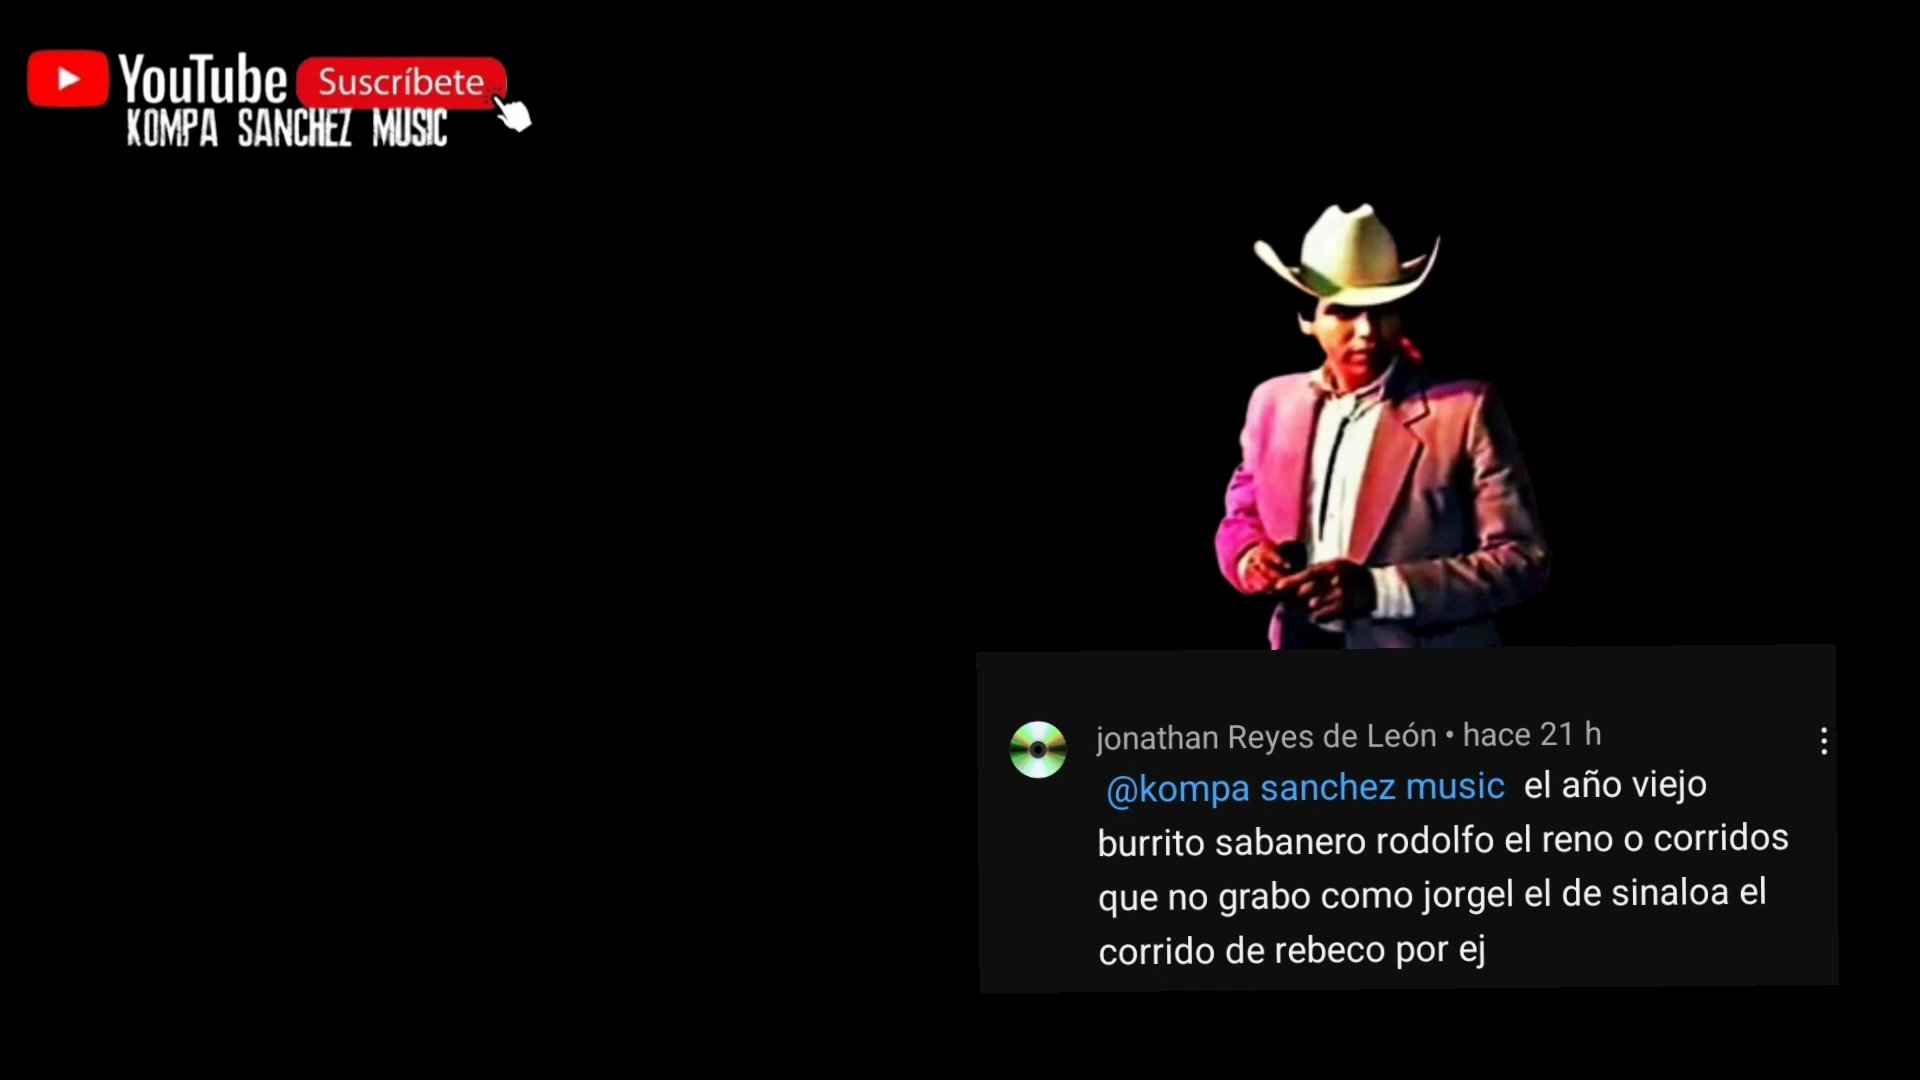 YouTube Suscríbete
KOMPA SANCHEZ MUSIC
jonathan Reyes de León • hace 21 h
@kompa sanchez music el año viejo
burrito sabanero rodolfo el reno o corridos
que no grabo como jorgel el de sinaloa el
corrido de rebeco por ej